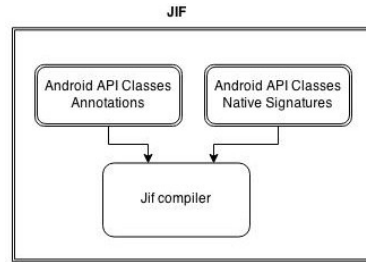 JIF
Android API Classes
Annotations
Android API Classes
Native Signatures
Jif compiler